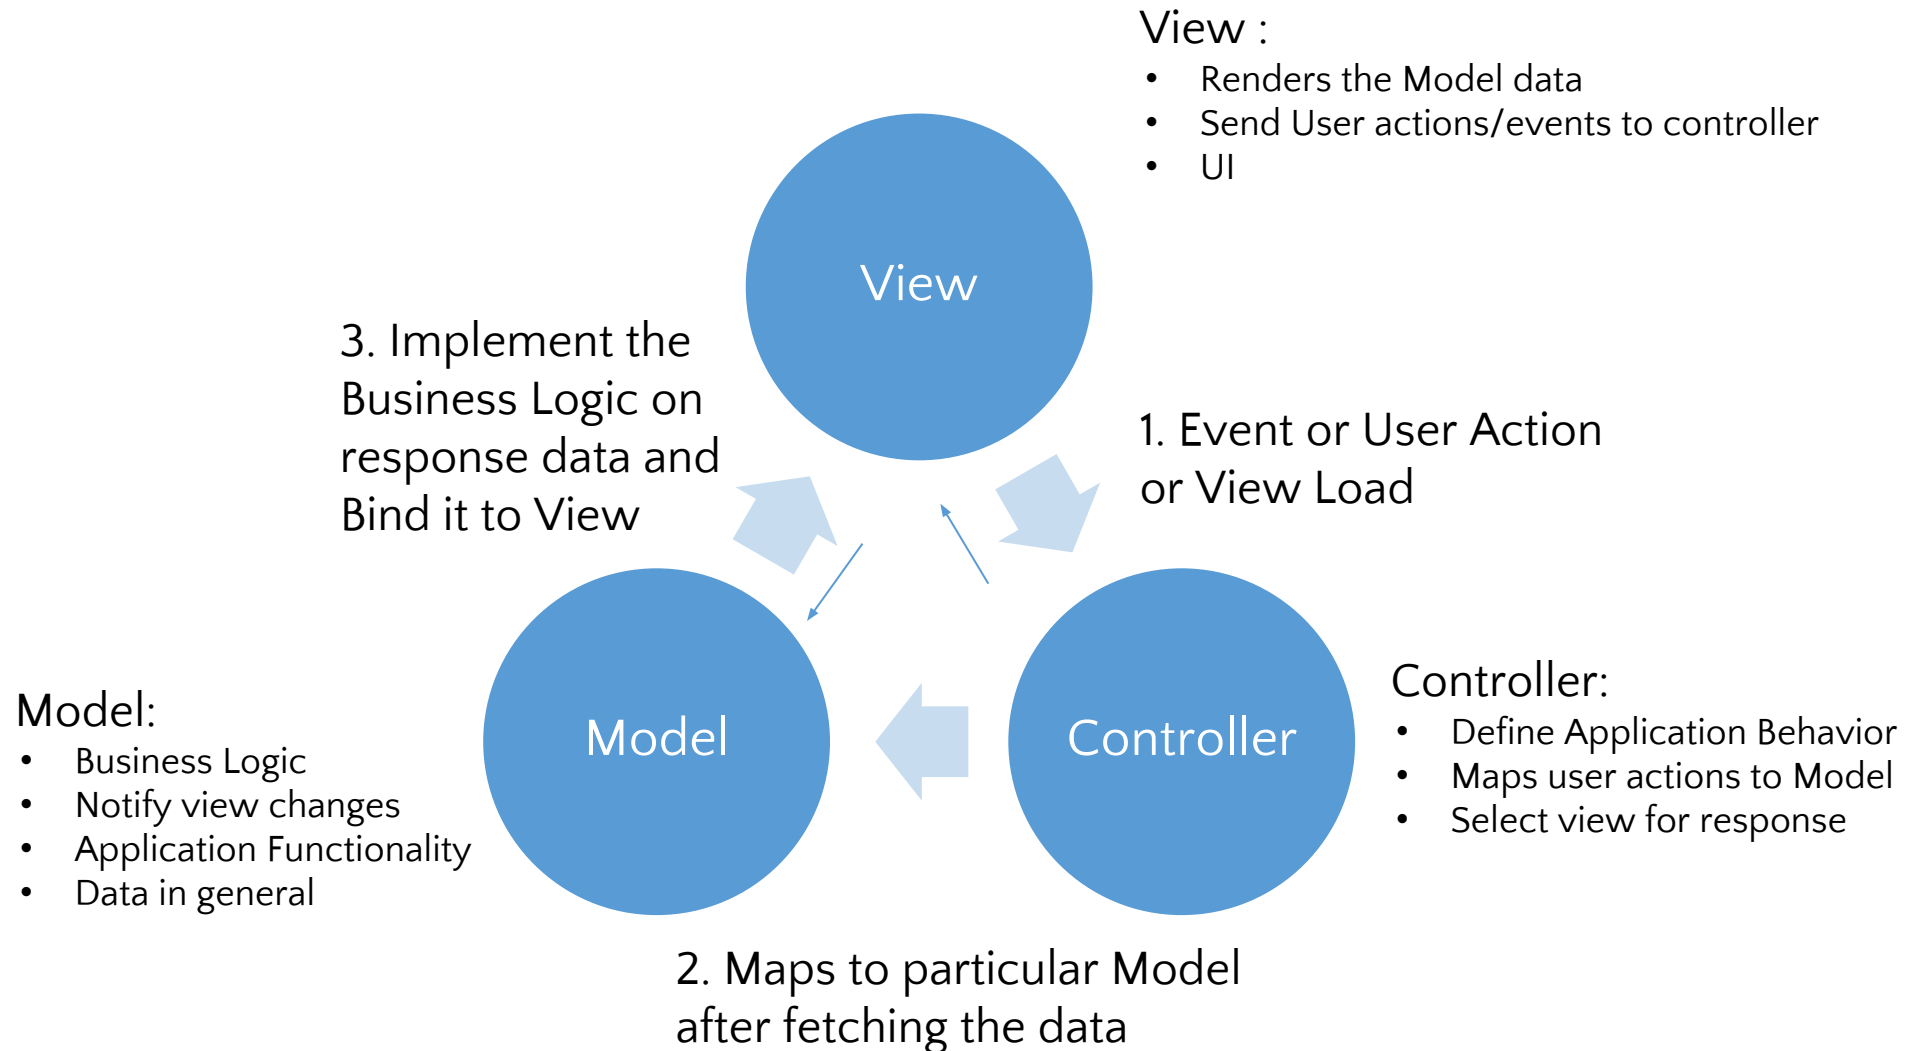 View :
• Renders the Model data
• Send User actions/events to controller
• UI
View
3. Implement the
Business Logic on
response data and
Bind it to View
1. Event or User Action
or View Load
Model:
• Business Logic
• Notify view changes
• Application Functionality
• Data in general
Model
Controller
Controller:
• Define Application Behavior
• Maps user actions to Model
• Select view for response
2. Maps to particular Model
after fetching the data